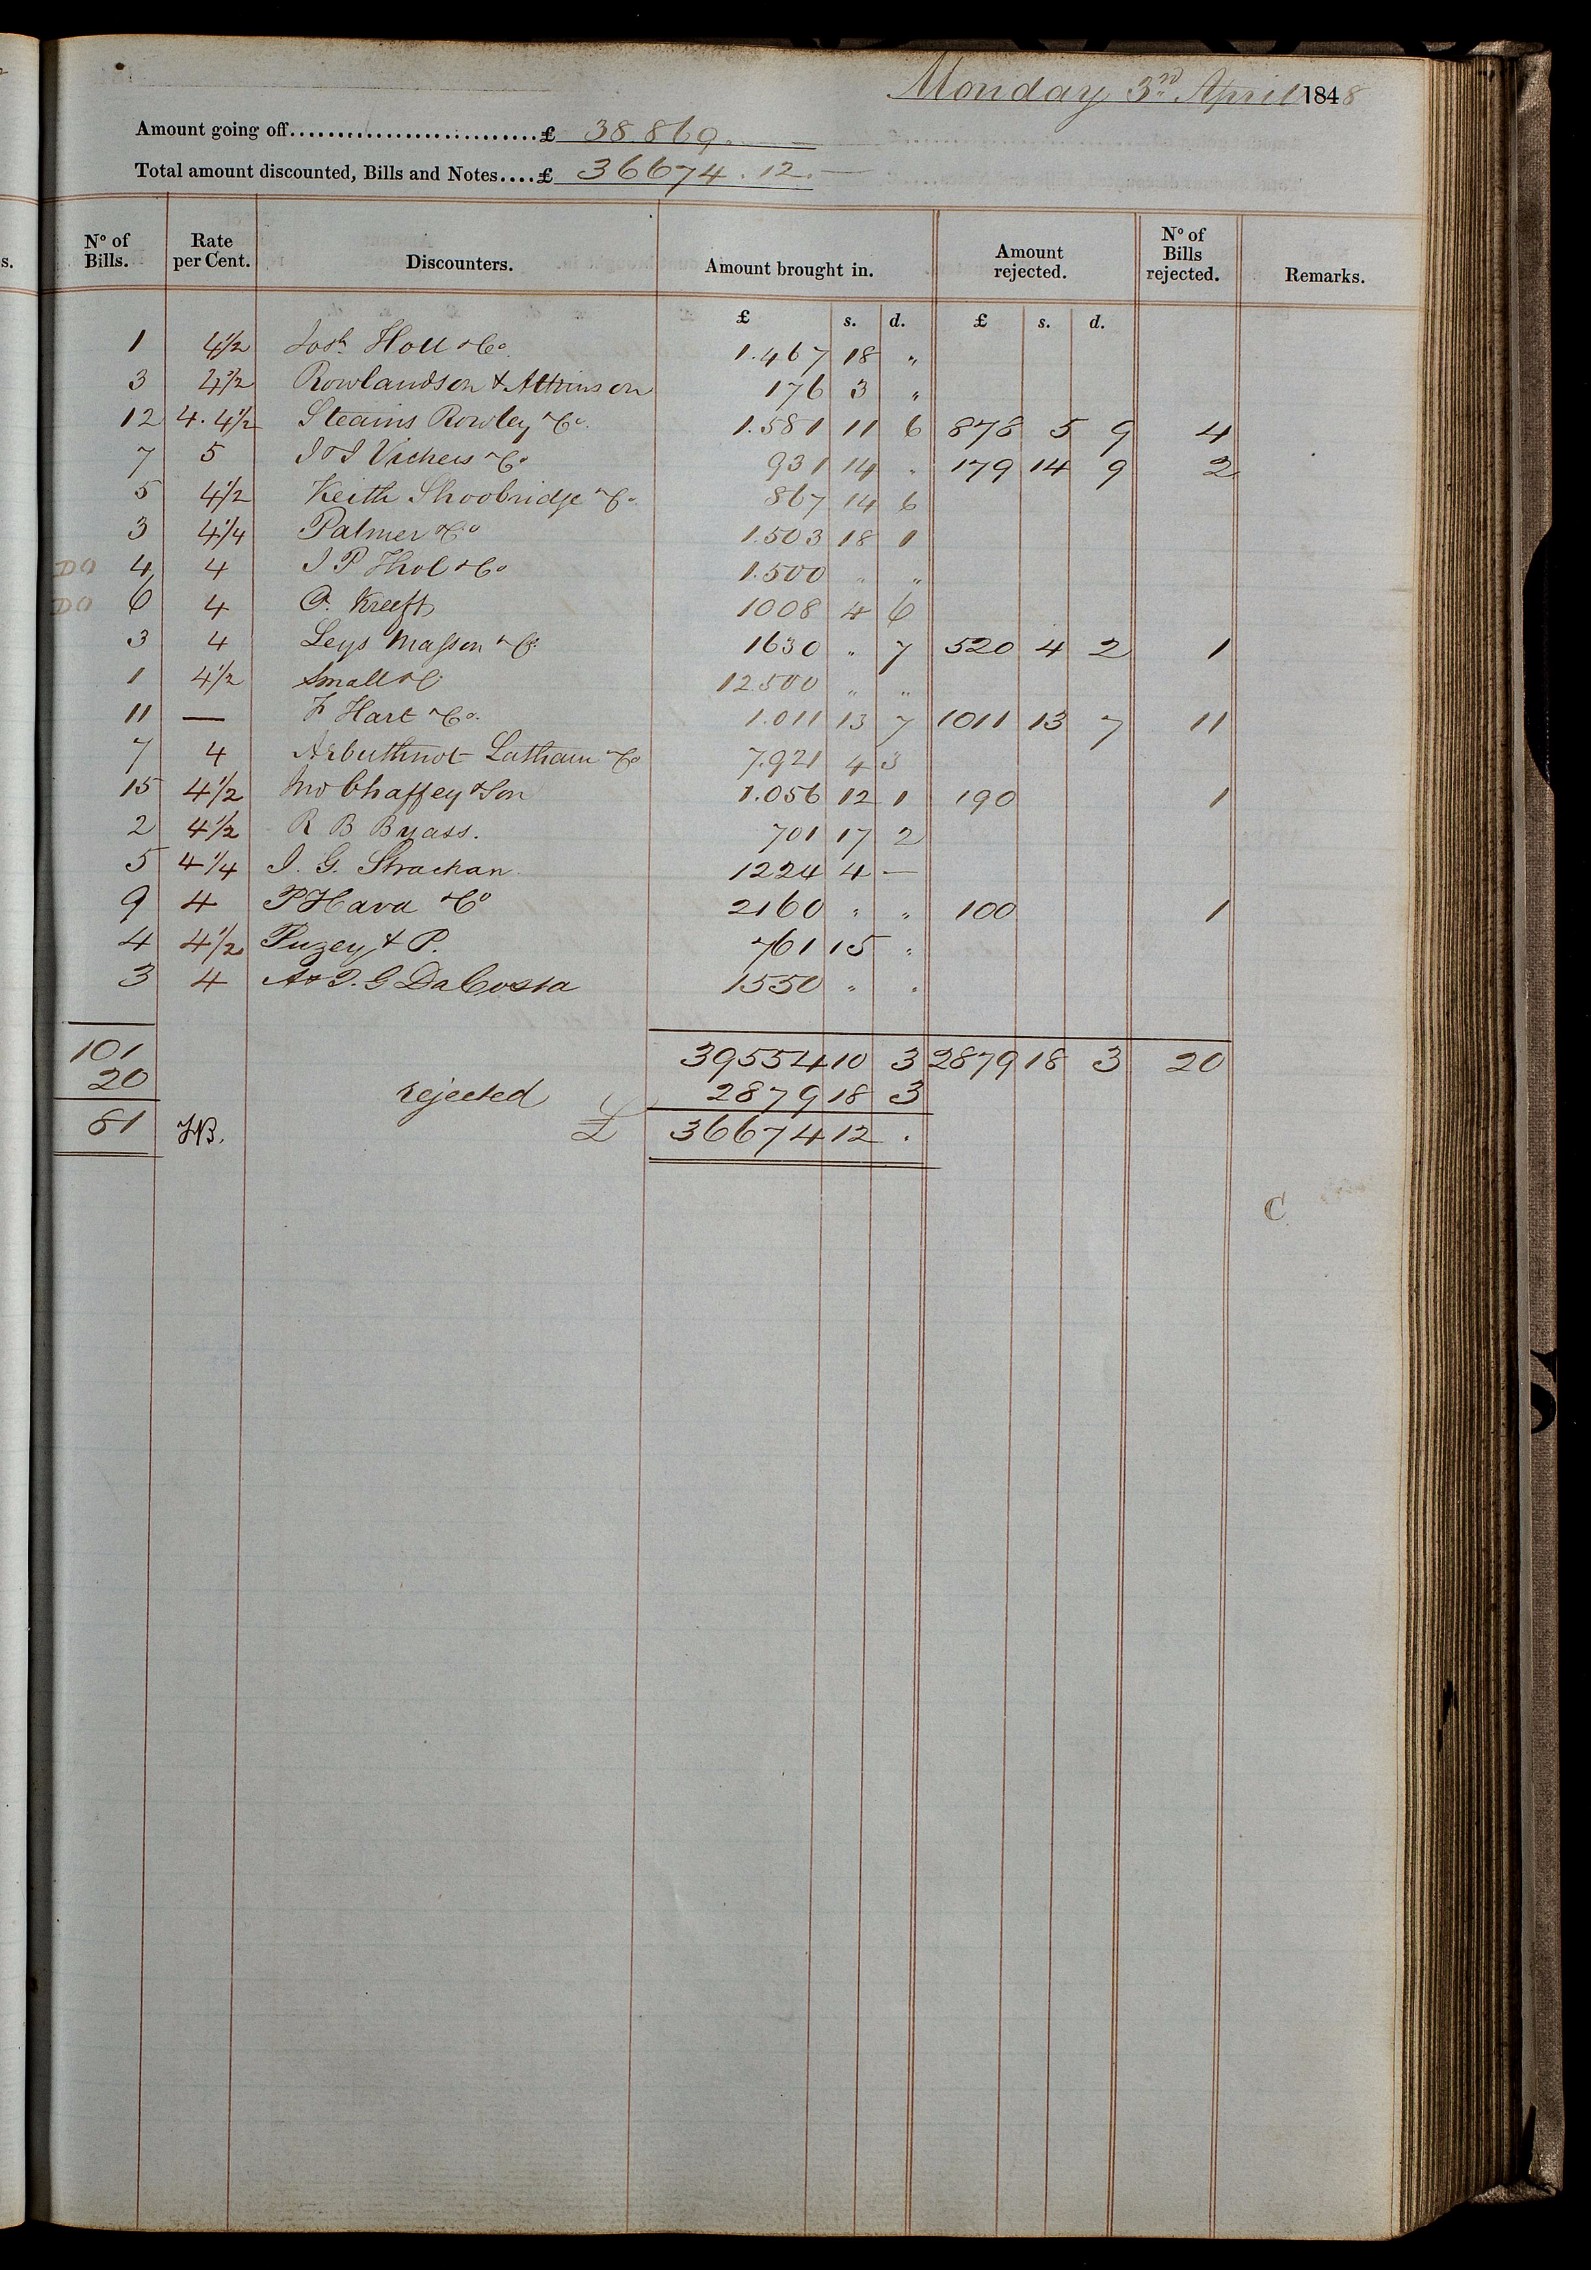 Monday 3rd April 1848
Amount going off...........................£ 38.869. —
Total amount discounted, Bills and Notes....£ 36674.12.—
No of Bills. Rate per Cent. Discounters. Amount brought in. Amount rejected. No of Bills rejected. Remarks.
£ s. d. £ s. d.
1 4½ Josh Holl & Co. 1.467 18 "
3 4½ Rowlandson & Atkinson 176 3 "
12 4.4½ Steains Rowley & Co. 1.581 11 6 878 5 9 4
7 5 J & J Vickers & Co 931 14 " 179 14 9 2
5 4½ Keith Shoobridge & Co. 867 14 6
3 4¼ Palmer & Co 1.503 18 1
DO 4 4 J P & Co 1.500 " "
DO 6 4 Kreeft 1008 4 6
3 4 Leys Masson & Co. 1630 " 7 520 4 2 1
1 4½ Small & C 12.500 " "
11 — F Hart & Co. 1.011 13 7 1011 13 7 11
7 4 Arbuthnot Latham & Co 7.921 4 3
15 4½ Jno Chaffey & Son 1.056 12 1 190 1
2 4½ R B Byass. 701 17 2
5 4¼ J. G. Strachan. 1224 4 —
9 4 P Hava & Co 2160 " " 100 1
4 4½ Puzey & P. 761 15 "
3 4 A & J. G DaCosta 1550 " "
101 39554 10 3 2879 18 3 20
20 rejected 2879 18 3
81 JB. £ 36674 12 .
C